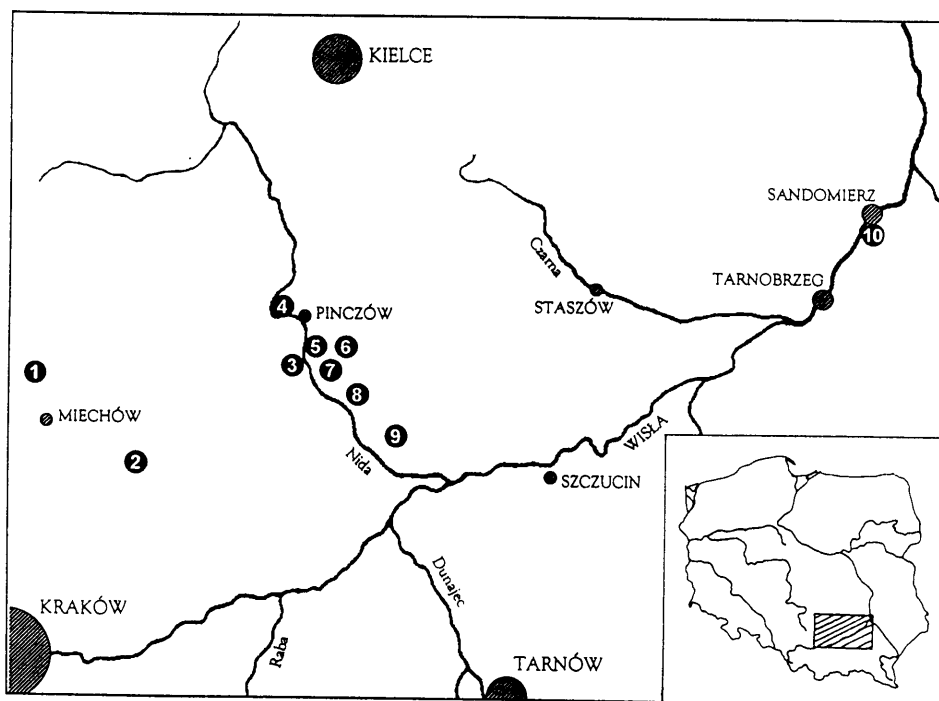 KIELCE
SANDOMIERZ
10
Czarna
TARNOBRZEG
STASZÓW
4
PINCZÓW
5
6
3
7
1
8
MIECHÓW
9
WISŁA
2
Nida
SZCZUCIN
Dunajec
KRAKÓW
Raba
TARNÓW